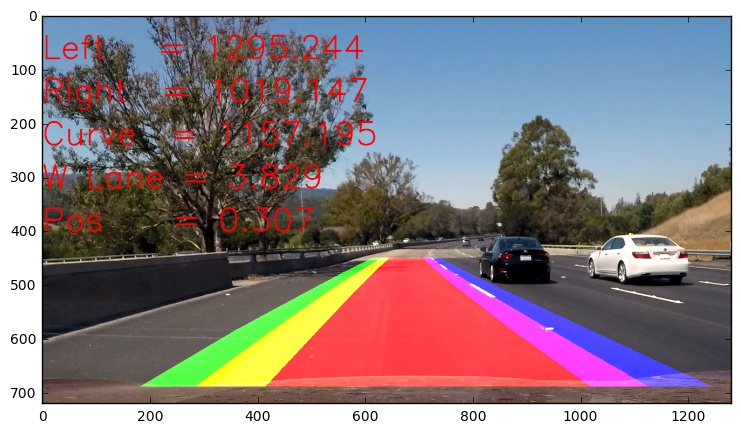 Left = 1295.244
Right = 1019.147
Curve = 1157.195
W Lane = 3.829
Pos = 0.307
0
100
200
300
400
500
600
700
0 200 400 600 800 1000 1200